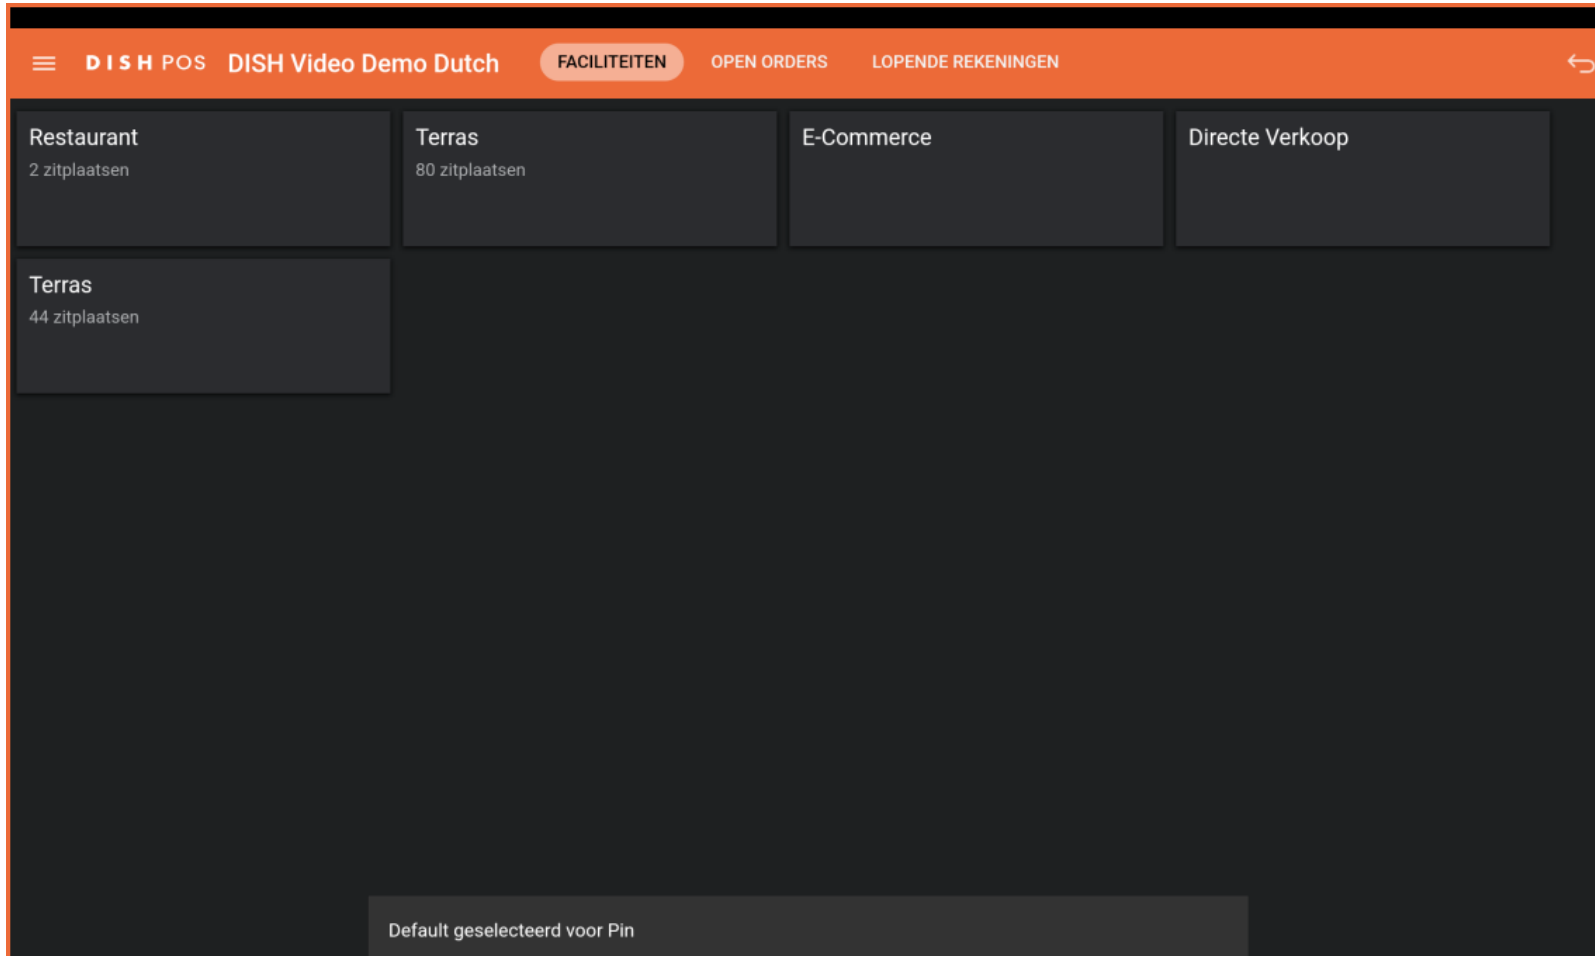 DISH POS DISH Video Demo Dutch FACILITEITEN OPEN ORDERS LOPENDE REKENINGEN
Restaurant
2 zitplaatsen
Terras
80 zitplaatsen
E-Commerce
Directe Verkoop
Terras
44 zitplaatsen
Default geselecteerd voor Pin